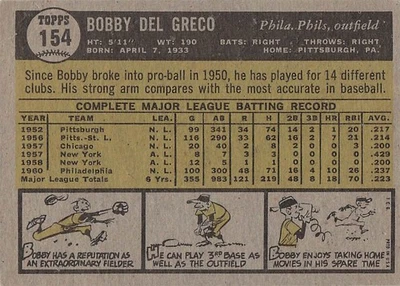 TOPPS
154
BOBBY DEL GRECO
Phila. Phils, outfield
HT: 5'11" WT: 190 BATS: RIGHT THROWS: RIGHT
BORN: APRIL 7, 1933 HOME: PITTSBURGH, PA.
Since Bobby broke into pro-ball in 1950, he has played for 14 different
clubs. His strong arm compares with the most accurate in baseball.
COMPLETE MAJOR LEAGUE BATTING RECORD
YEAR TEAM LEA. G AB R H 2B 3B HR RBI AVG.
1952 Pittsburgh N. L. 99 341 34 74 14 2 1 20 .217
1956 Pitts.-St. L. N. L. 116 290 33 62 16 2 7 21 .214
1957 Chicago N. L. 20 40 2 8 2 0 0 3 .200
1957 New York A. L. 8 7 3 3 0 0 0 0 .429
1958 New York A. L. 12 5 1 1 0 0 0 0 .200
1960 Philadelphia N. L. 100 300 48 71 16 4 10 26 .237
Major League Totals 6 Yrs. 355 983 121 219 48 8 18 70 .223
BOBBY HAS A REPUTATION AS
AN EXTRAORDINARY FIELDER
HE CAN PLAY 3RD BASE AS
WELL AS THE OUTFIELD
BOBBY ENJOYS TAKING HOME
MOVIES IN HIS SPARE TIME